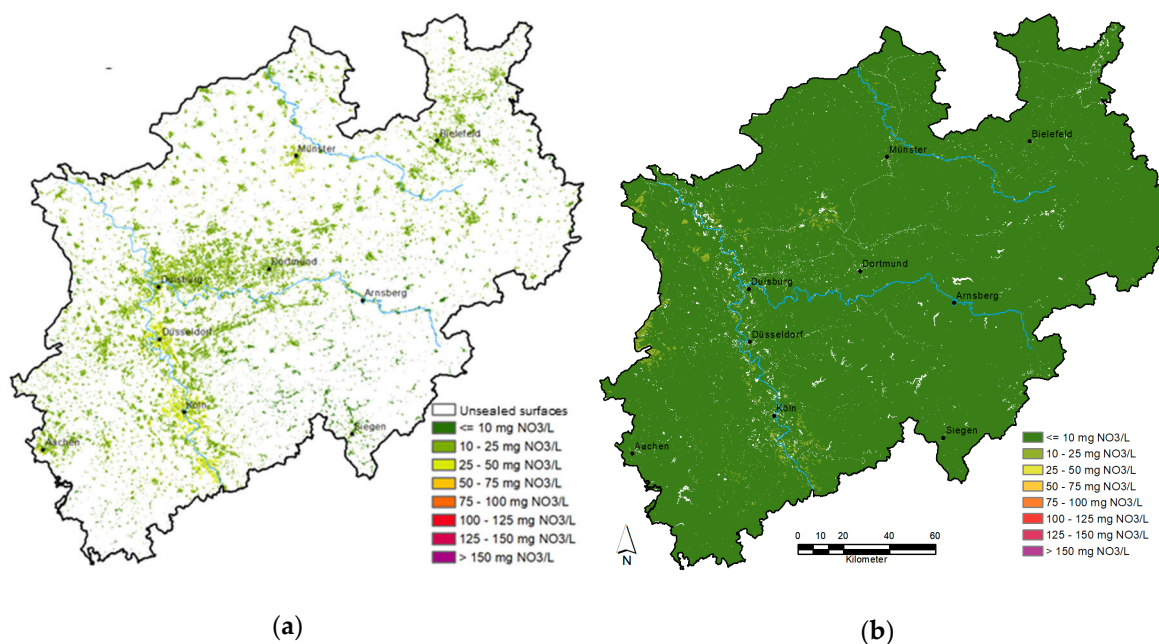 Münster
Bielefeld
Duisburg
Dortmund
Arnsberg
Düsseldorf
Köln
Aachen
Siegen
Unsealed surfaces
<= 10 mg NO3/L
10 - 25 mg NO3/L
25 - 50 mg NO3/L
50 - 75 mg NO3/L
75 - 100 mg NO3/L
100 - 125 mg NO3/L
125 - 150 mg NO3/L
> 150 mg NO3/L
(a)
Bielefeld
Münster
Dortmund
Duisburg
Arnsberg
Düsseldorf
Köln
Siegen
Aachen
<= 10 mg NO3/L
10 - 25 mg NO3/L
25 - 50 mg NO3/L
50 - 75 mg NO3/L
75 - 100 mg NO3/L
100 - 125 mg NO3/L
125 - 150 mg NO3/L
> 150 mg NO3/L
N
0 10 20 40 60
Kilometer
(b)